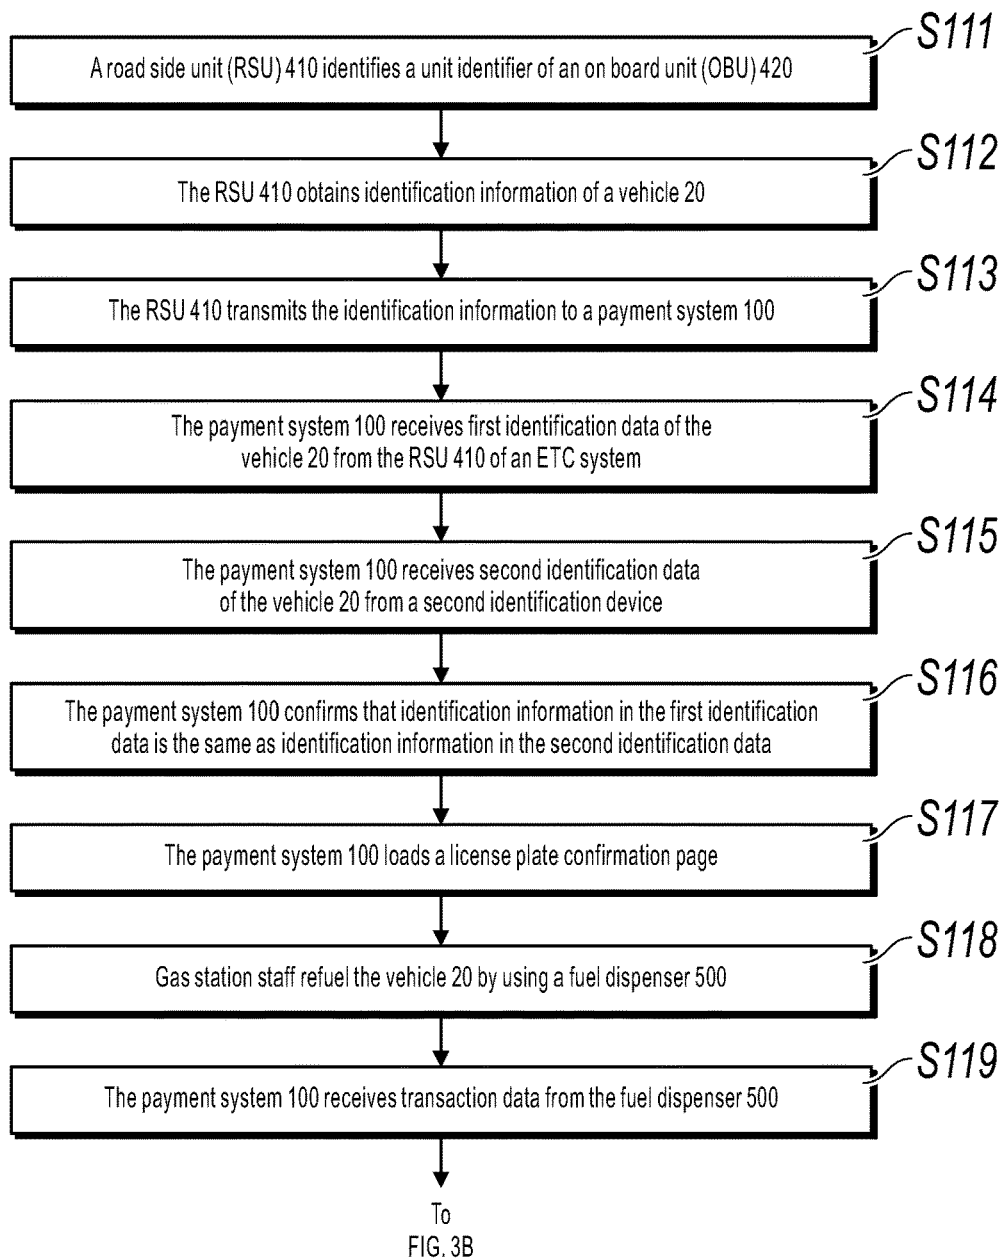 S111
A road side unit (RSU) 410 identifies a unit identifier of an on board unit (OBU) 420
S112
The RSU 410 obtains identification information of a vehicle 20
S113
The RSU 410 transmits the identification information to a payment system 100
S114
The payment system 100 receives first identification data of the
vehicle 20 from the RSU 410 of an ETC system
S115
The payment system 100 receives second identification data
of the vehicle 20 from a second identification device
S116
The payment system 100 confirms that identification information in the first identification
data is the same as identification information in the second identification data
S117
The payment system 100 loads a license plate confirmation page
S118
Gas station staff refuel the vehicle 20 by using a fuel dispenser 500
S119
The payment system 100 receives transaction data from the fuel dispenser 500
To
FIG. 3B